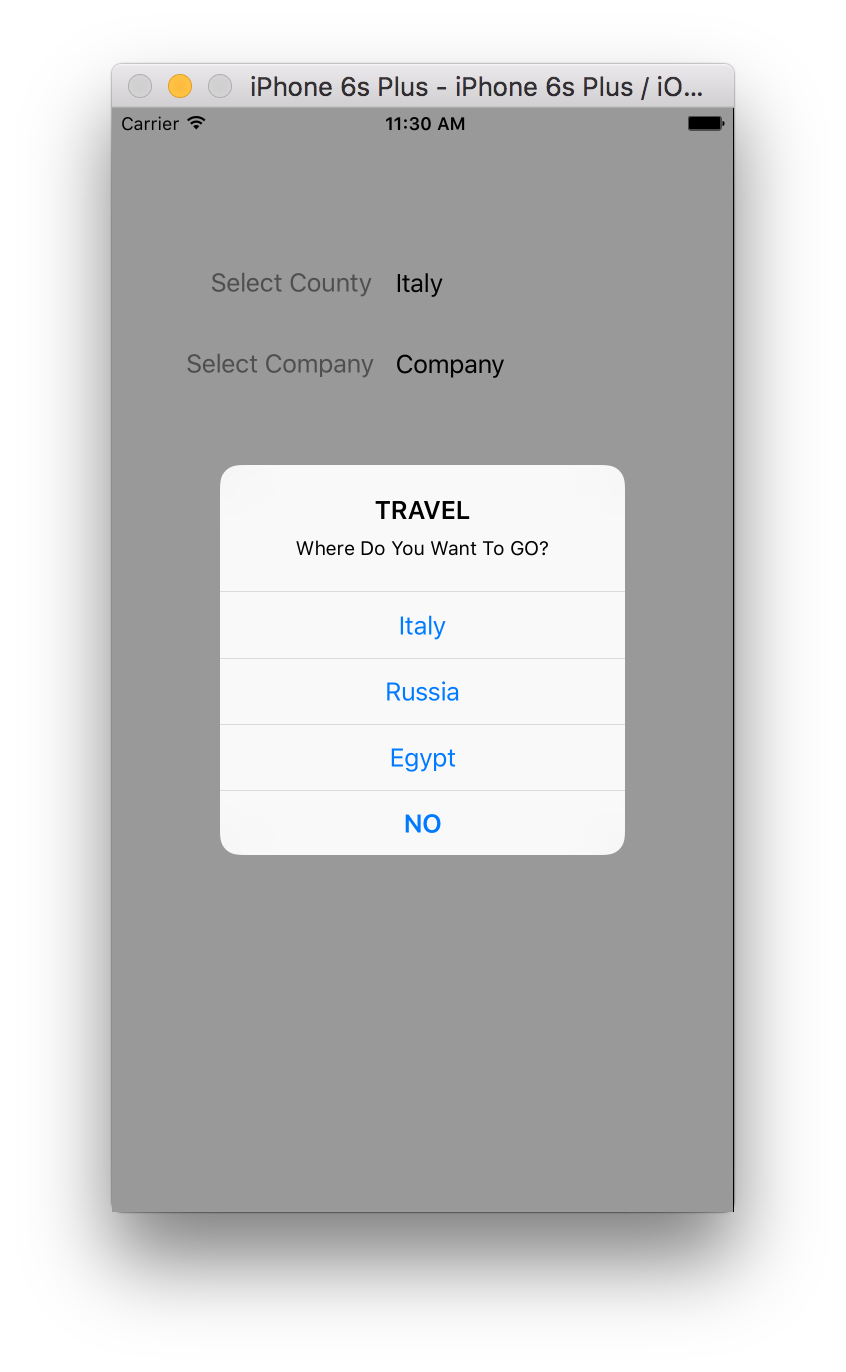 iPhone 6s Plus - iPhone 6s Plus / iO...
Carrier 11:30 AM
Select County Italy
Select Company Company
TRAVEL
Where Do You Want To GO?
Italy
Russia
Egypt
NO